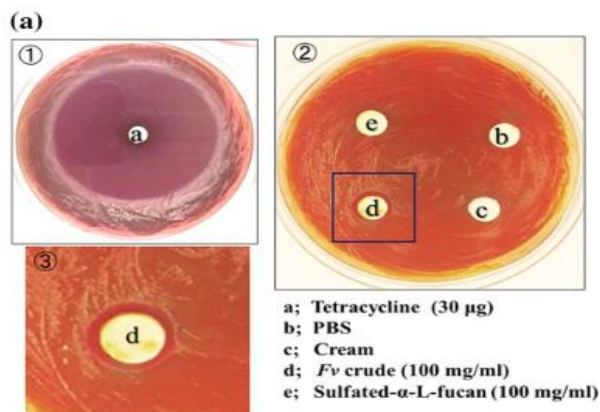 (a)
①
a
②
e
b
d
c
③
d
a; Tetracycline (30 µg)
b; PBS
c; Cream
d; Fv crude (100 mg/ml)
e; Sulfated-α-L-fucan (100 mg/ml)